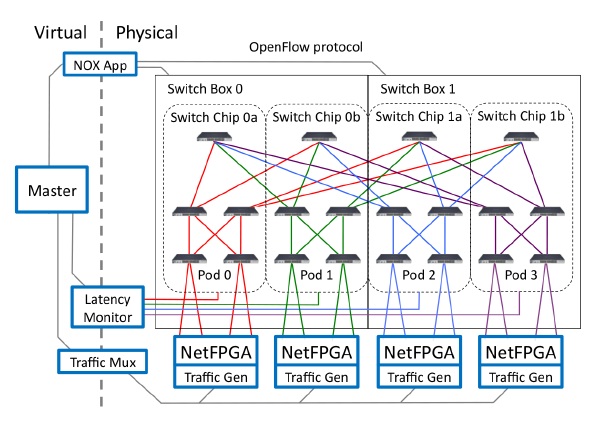 Virtual
Physical
OpenFlow protocol
NOX App
Switch Box 0
Switch Box 1
Switch Chip 0a
Switch Chip 0b
Switch Chip 1a
Switch Chip 1b
Master
Pod 0
Pod 1
Pod 2
Pod 3
Latency
Monitor
Traffic Mux
NetFPGA
Traffic Gen
NetFPGA
Traffic Gen
NetFPGA
Traffic Gen
NetFPGA
Traffic Gen